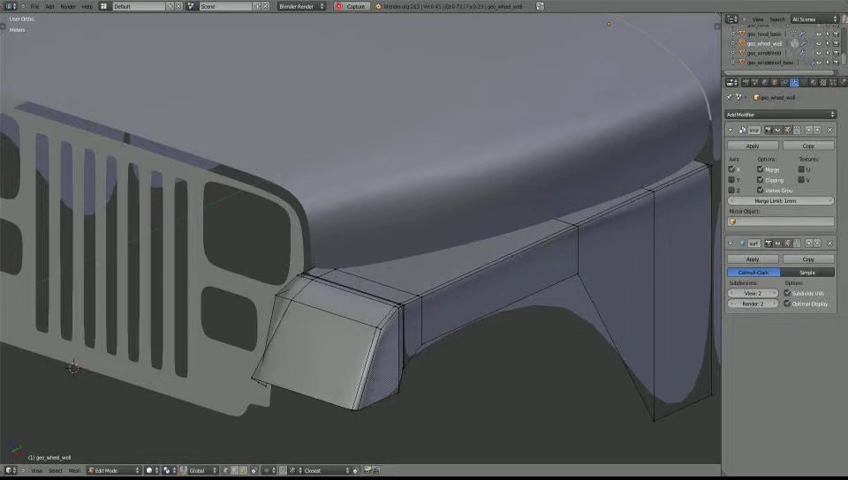 File Add Render Window Help Default Scene Blender Render Capture
User Ortho
Meters
View Search All Scenes
geo_wheel_well
geo_windshield
geo_windshield_base
geo_wheel_well
Add Modifier
Apply Copy
Axis: Options: Textures:
X Merge U
Y Clipping V
Z Vertex Grou
Merge Limit: 1mm
Mirror Object:
Apply Copy
Catmull-Clark Simple
Subdivisions: Options:
View: 2 Subdivide UVs
Render: 2 Optimal Display
(1) geo_wheel_well
View Select Mesh Edit Mode Global Closest